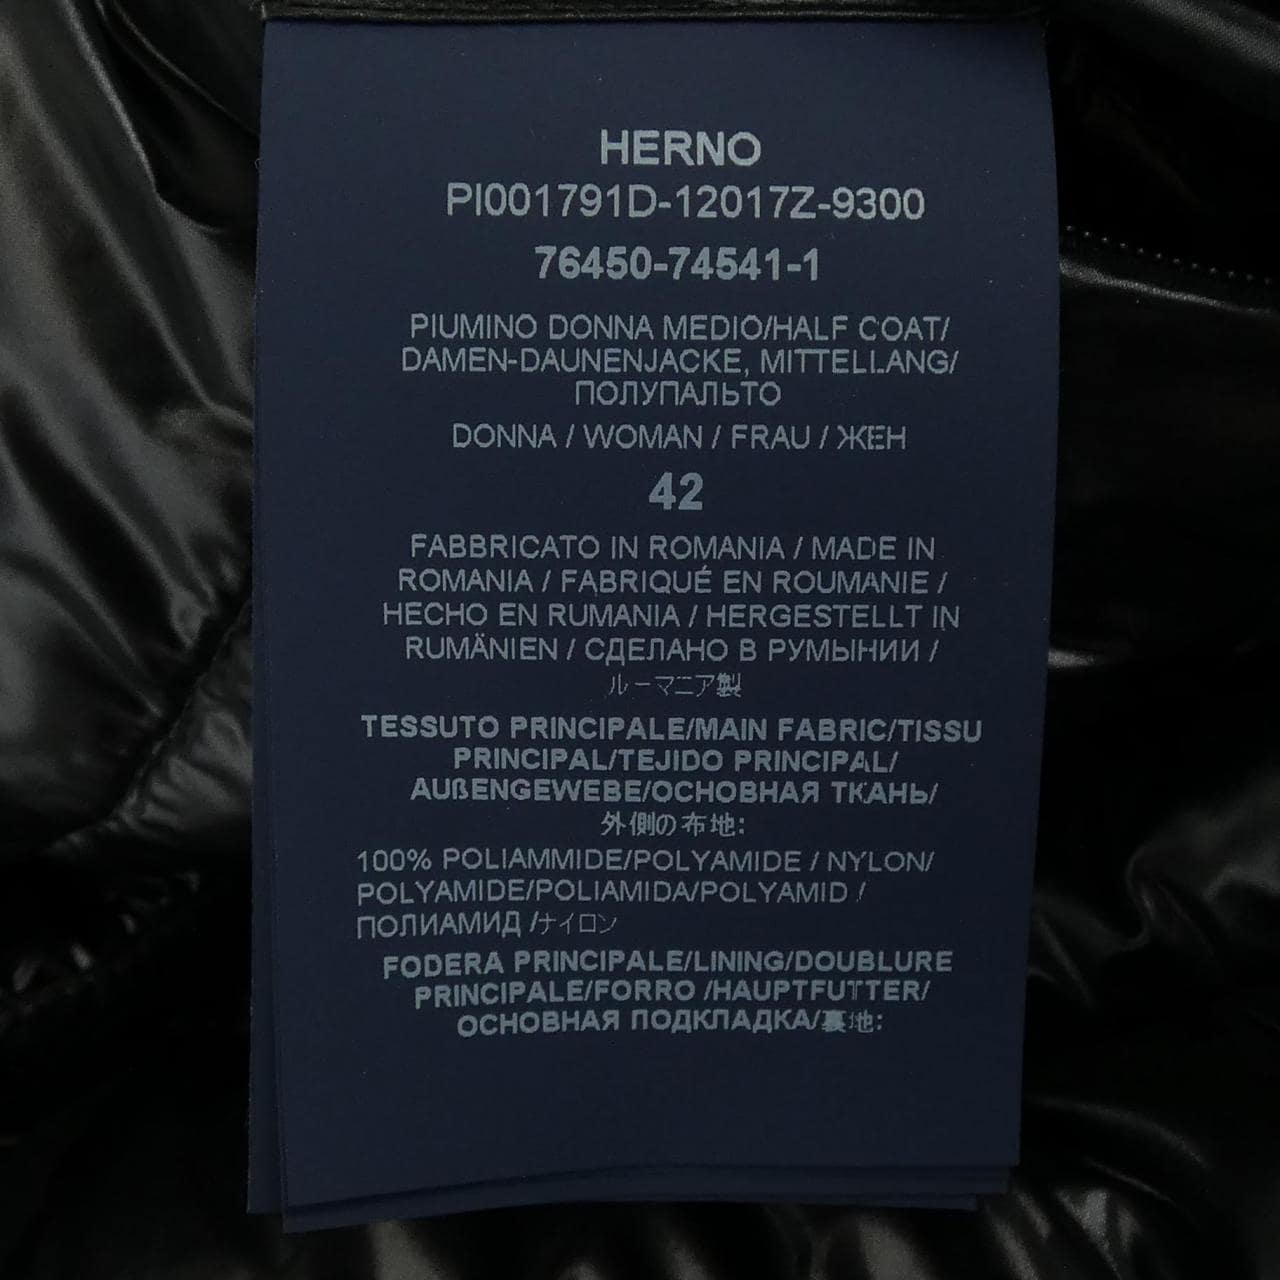 HERNO
PI001791D-12017Z-9300
76450-74541-1
PIUMINO DONNA MEDIO/HALF COAT/
DAMEN-DAUNENJACKE, MITTELLANG/
ПОЛУПАЛЬТО
DONNA / WOMAN / FRAU / ЖЕН
42
FABBRICATO IN ROMANIA / MADE IN
ROMANIA / FABRIQUÉ EN ROUMANIE /
HECHO EN RUMANIA / HERGESTELLT IN
RUMÄNIEN / СДЕЛАНО В РУМЫНИИ /
ルーマニア製
TESSUTO PRINCIPALE/MAIN FABRIC/TISSU
PRINCIPAL/TEJIDO PRINCIPAL/
AUßENGEWEBE/ОСНОВНАЯ ТКАНЬ/
外側の布地:
100% POLIAMMIDE/POLYAMIDE / NYLON/
POLYAMIDE/POLIAMIDA/POLYAMID /
ПОЛИАМИД /ナイロン
FODERA PRINCIPALE/LINING/DOUBLURE
PRINCIPALE/FORRO /HAUPTFUTTER/
ОСНОВНАЯ ПОДКЛАДКА/裏地: